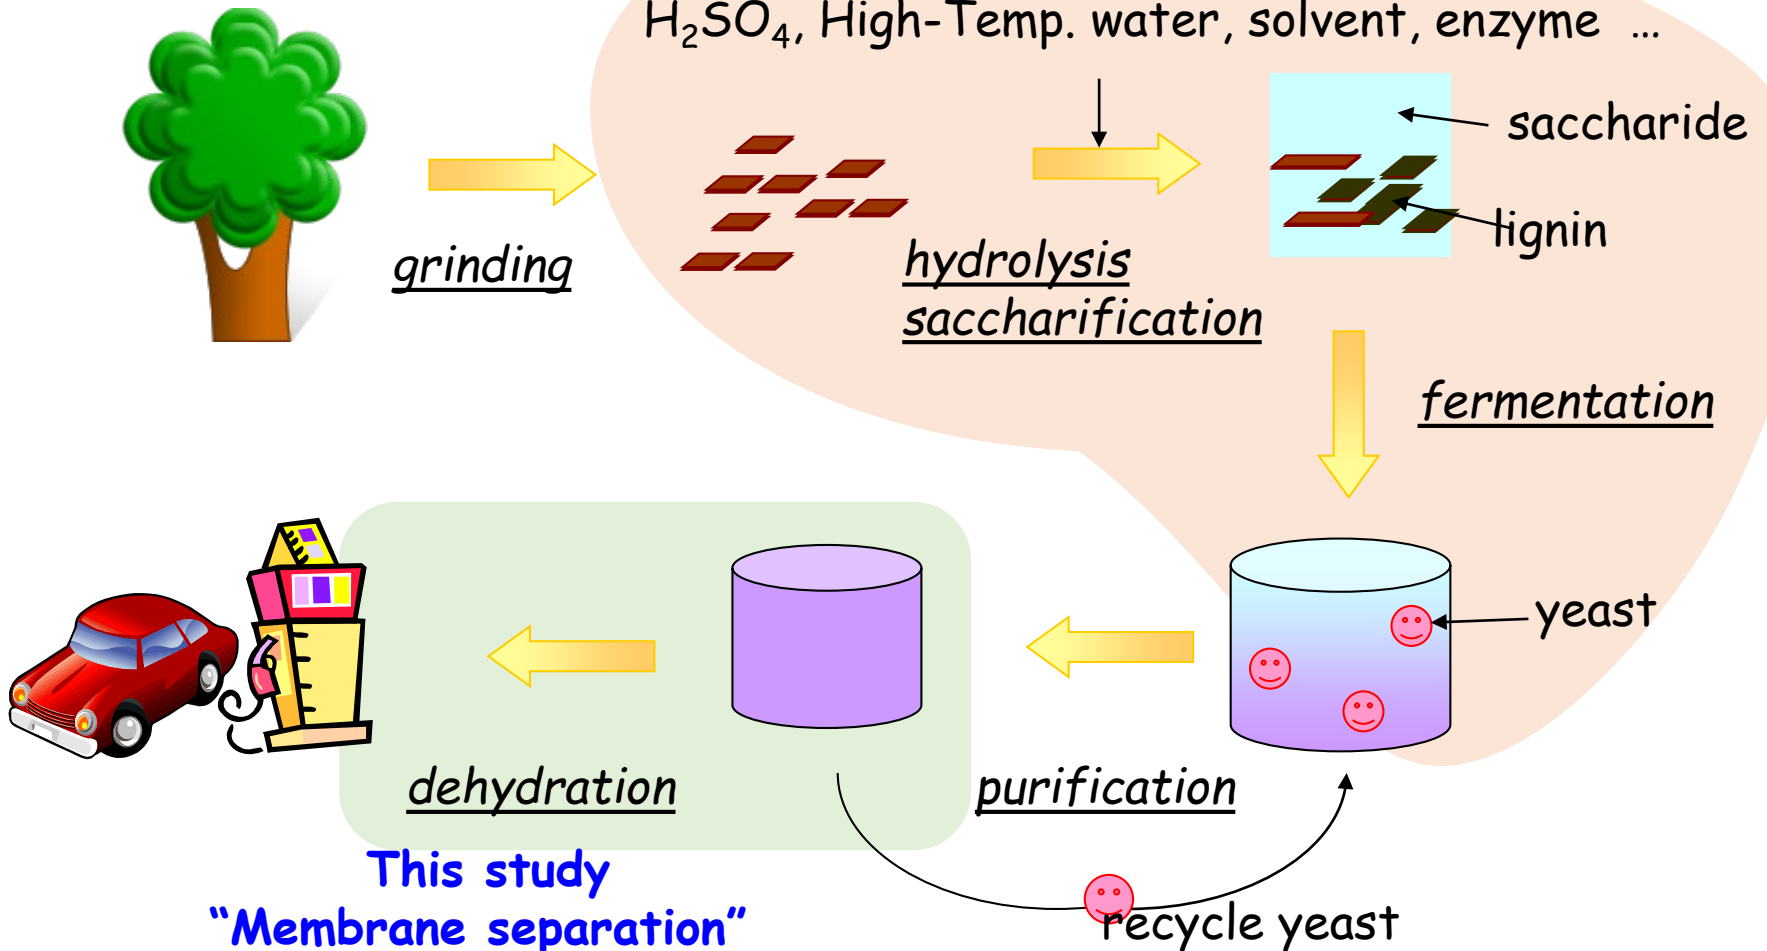 H₂SO₄, High-Temp. water, solvent, enzyme …
saccharide
lignin
grinding
hydrolysis
saccharification
fermentation
yeast
dehydration
purification
This study
“Membrane separation”
recycle yeast